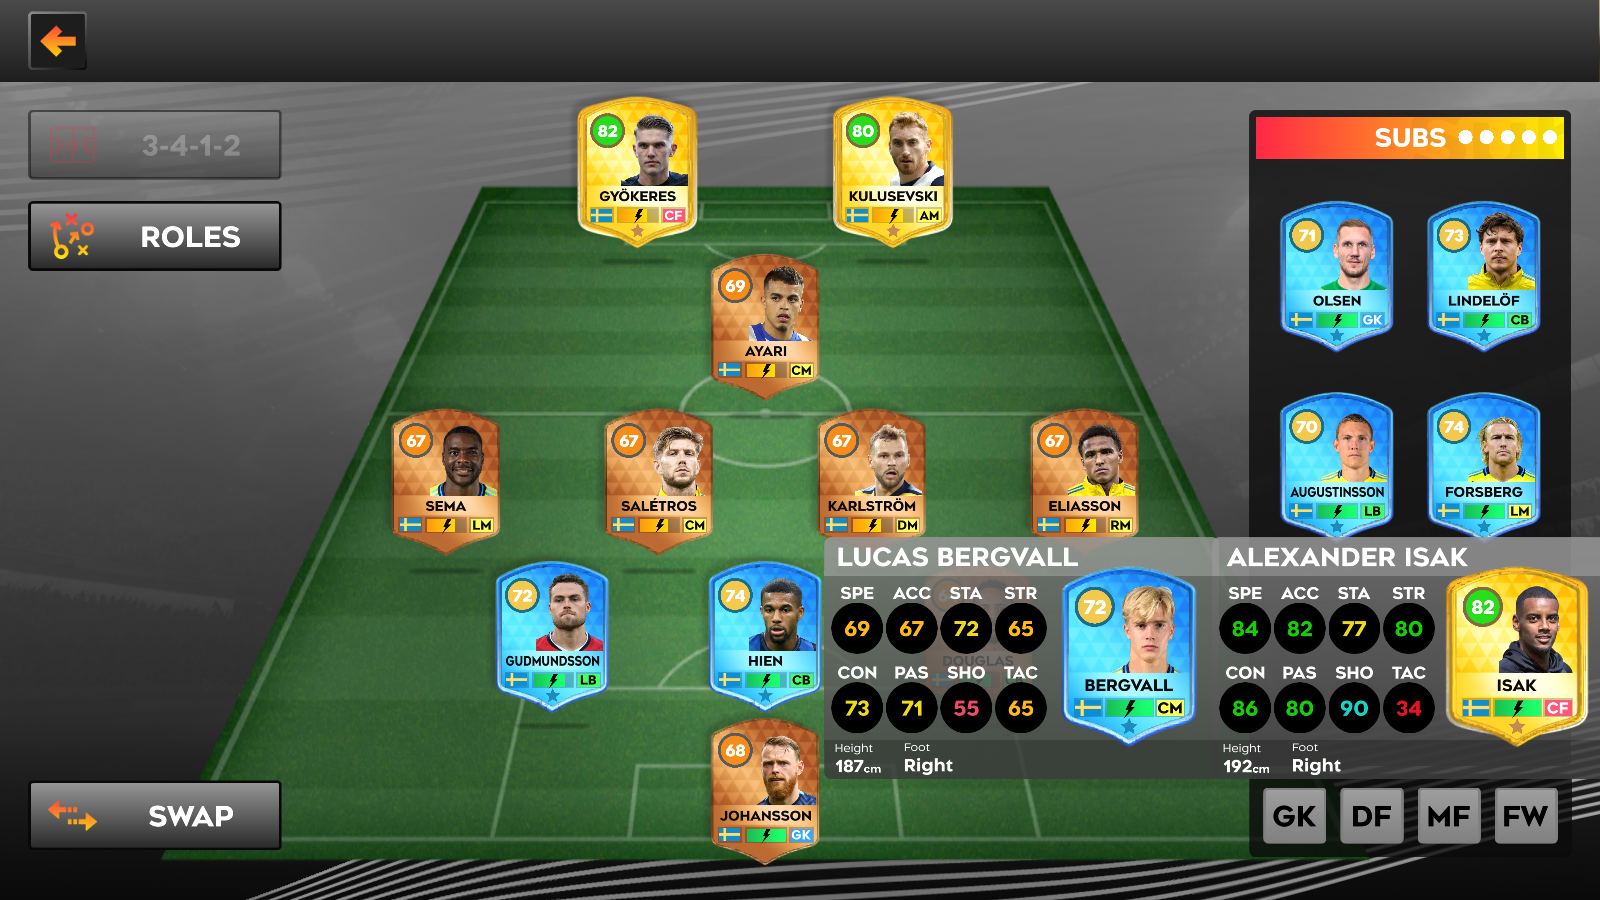 3-4-1-2
ROLES
SUBS
82
GYÖKERES
CF
80
KULUSEVSKI
AM
69
AYARI
CM
71
OLSEN
GK
73
LINDELÖF
CB
67
SEMA
LM
67
SALÉTROS
CM
67
KARLSTRÖM
DM
67
ELIASSON
RM
70
AUGUSTINSSON
LB
74
FORSBERG
LM
72
GUDMUNDSSON
LB
74
HIEN
CB
DOUGLAS
68
JOHANSSON
GK
LUCAS BERGVALL
SPE ACC STA STR
69 67 72 65
CON PAS SHO TAC
73 71 55 65
Height Foot
187cm Right
72
BERGVALL
CM
ALEXANDER ISAK
SPE ACC STA STR
84 82 77 80
CON PAS SHO TAC
86 80 90 34
Height Foot
192cm Right
82
ISAK
CF
SWAP
GK DF MF FW